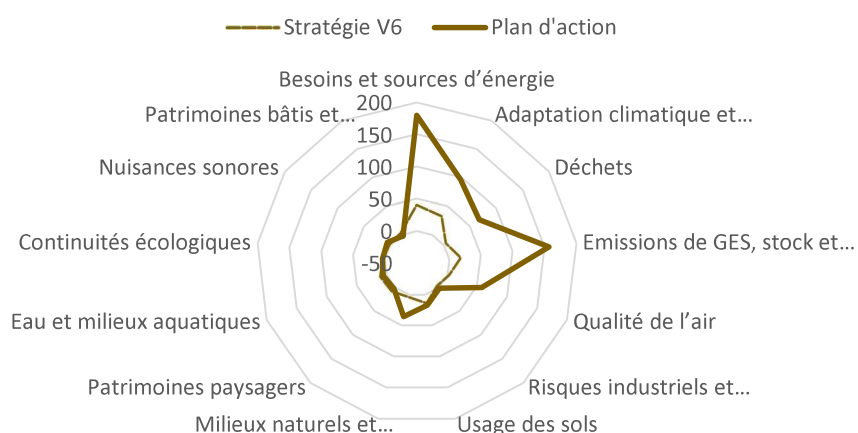 Stratégie V6 Plan d'action
Besoins et sources d’énergie
200
Patrimoines bâtis et…
Adaptation climatique et…
150
Nuisances sonores
100
Déchets
50
0
Continuités écologiques
-50
Emissions de GES, stock et…
Eau et milieux aquatiques
Qualité de l’air
Patrimoines paysagers
Risques industriels et…
Milieux naturels et…
Usage des sols